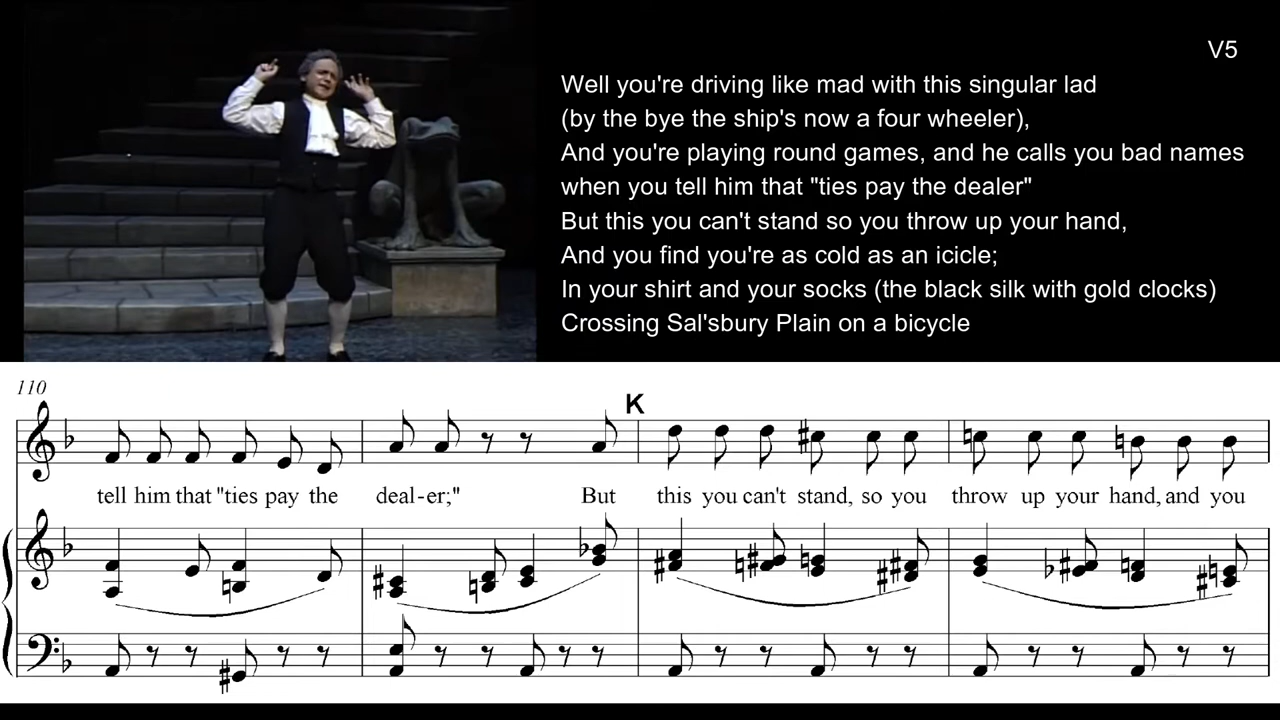 V5
Well you're driving like mad with this singular lad
(by the bye the ship's now a four wheeler),
And you're playing round games, and he calls you bad names
when you tell him that "ties pay the dealer"
But this you can't stand so you throw up your hand,
And you find you're as cold as an icicle;
In your shirt and your socks (the black silk with gold clocks)
Crossing Sal'sbury Plain on a bicycle
110
K
tell him that "ties pay the deal-er;" But this you can't stand, so you throw up your hand, and you